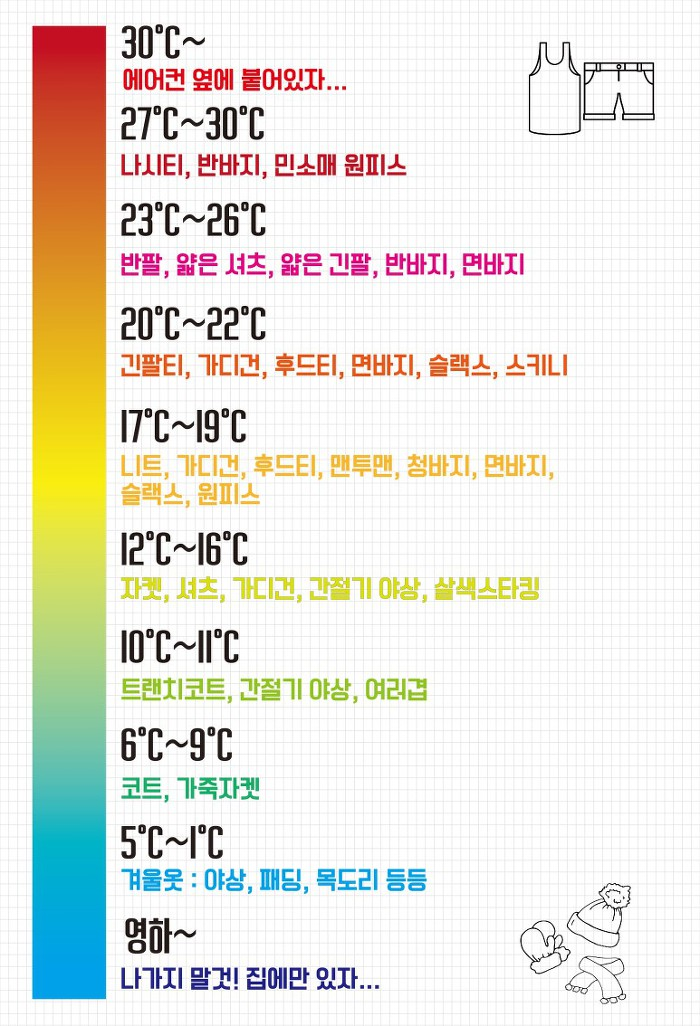 30℃~
에어컨 옆에 붙어있자...
27℃~30℃
나시티, 반바지, 민소매 원피스
23℃~26℃
반팔, 얇은 셔츠, 얇은 긴팔, 반바지, 면바지
20℃~22℃
긴팔티, 가디건, 후드티, 면바지, 슬랙스, 스키니
17℃~19℃
니트, 가디건, 후드티, 맨투맨, 청바지, 면바지,
슬랙스, 원피스
12℃~16℃
자켓, 셔츠, 가디건, 간절기 야상, 살색스타킹
10℃~11℃
트랜치코트, 간절기 야상, 여러겹
6℃~9℃
코트, 가죽자켓
5℃~1℃
겨울옷 : 야상, 패딩, 목도리 등등
영하~
나가지 말것! 집에만 있자...